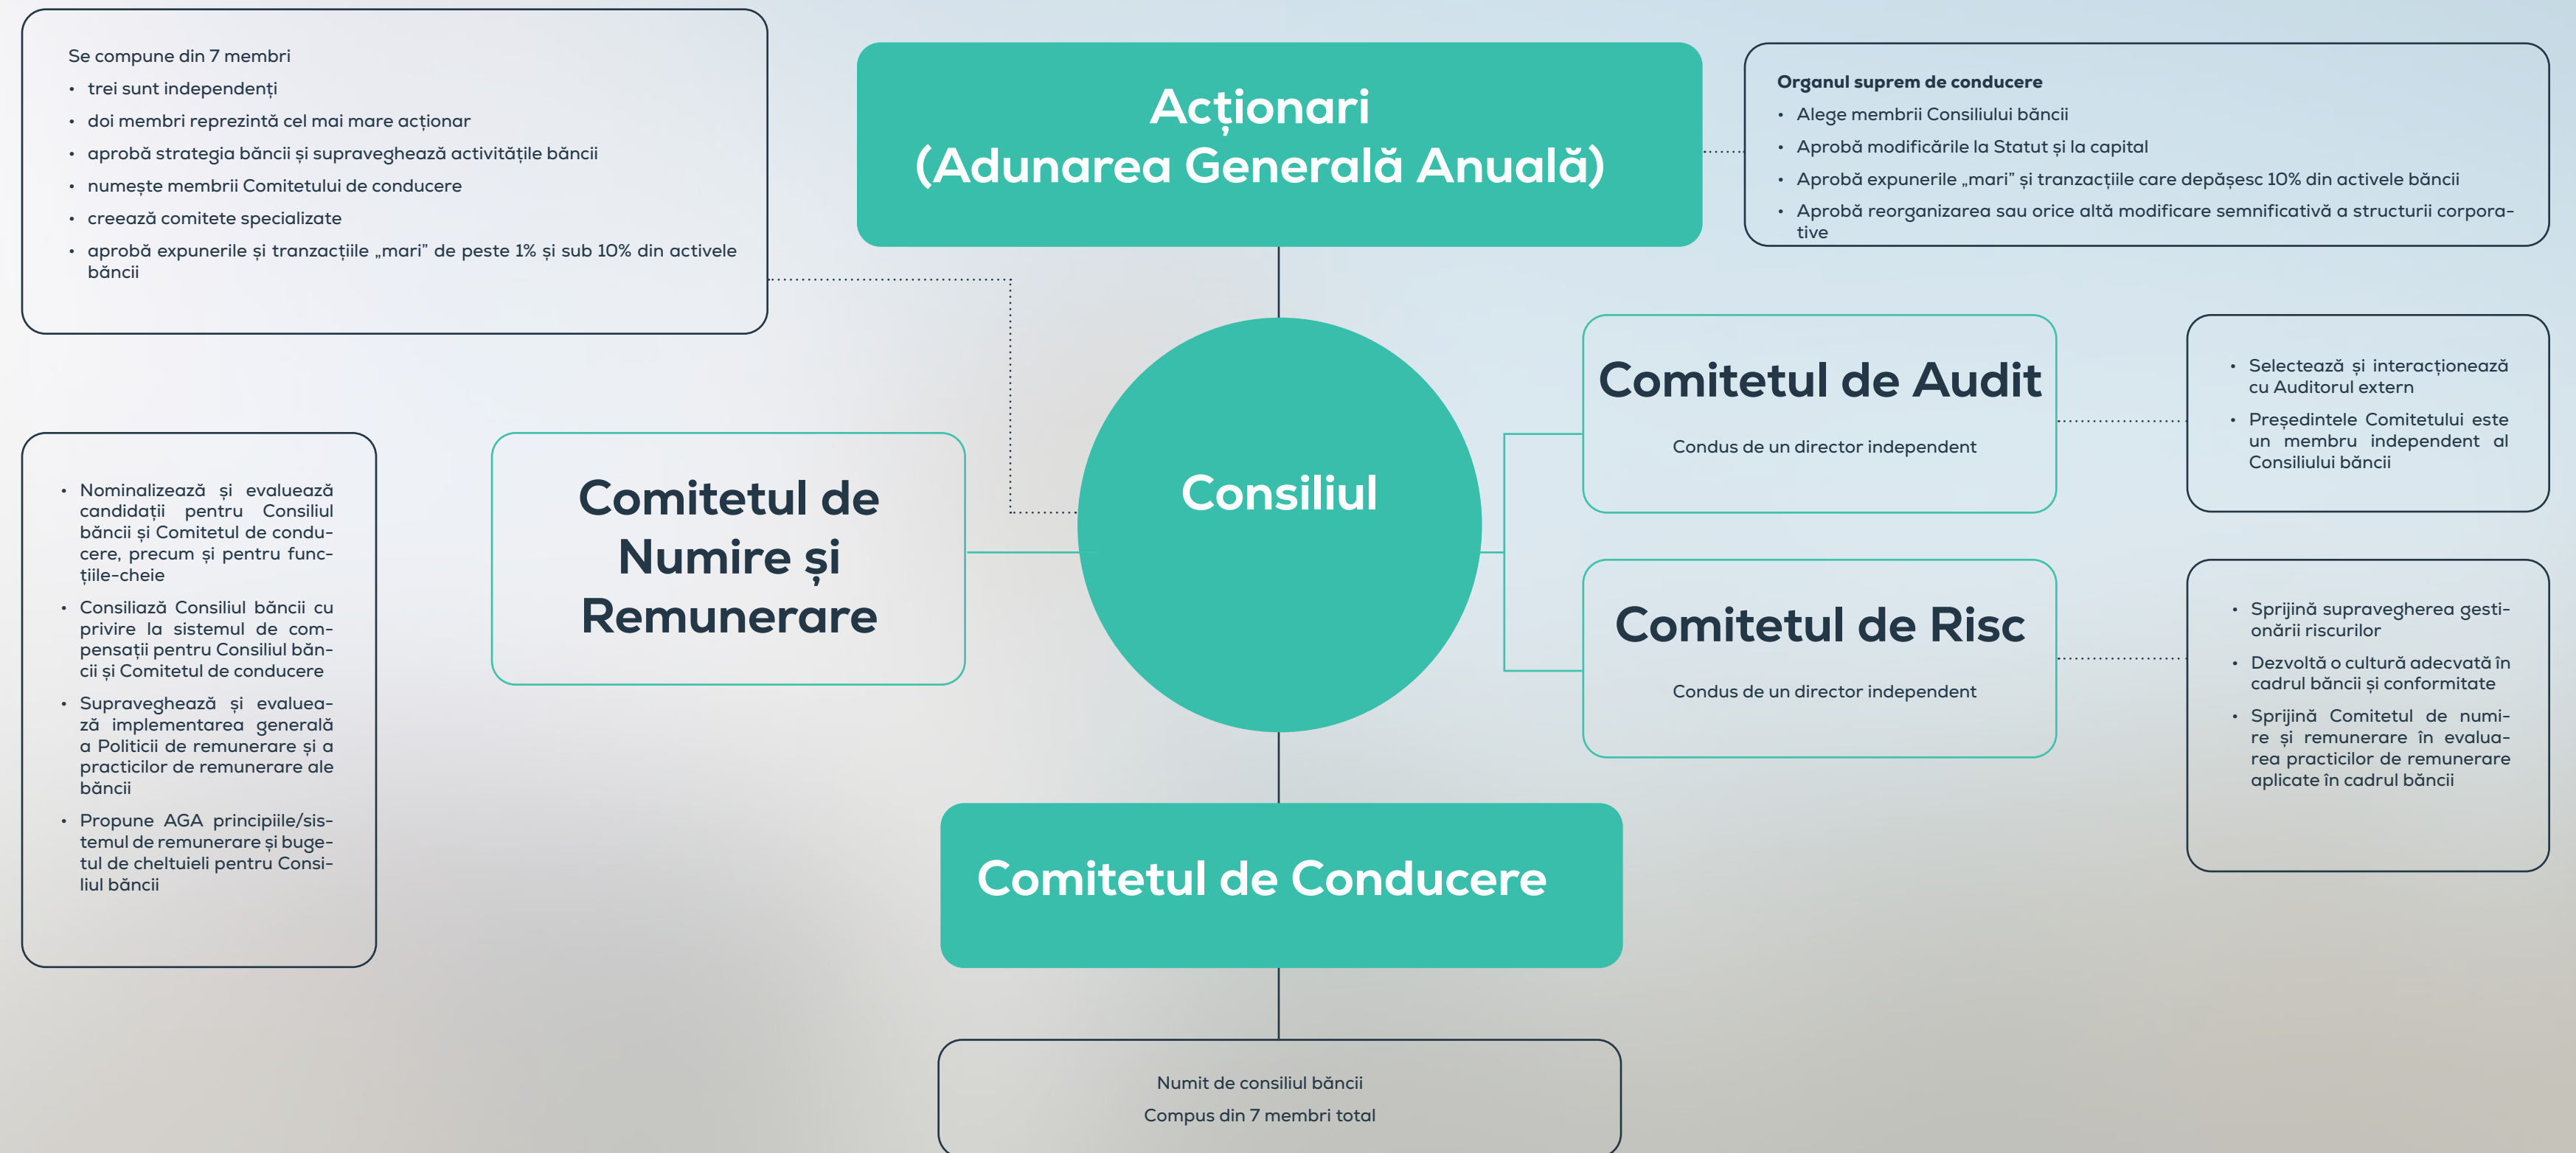 Se compune din 7 membri
• trei sunt independenți
• doi membri reprezintă cel mai mare acționar
• aprobă strategia băncii și supraveghează activitățile băncii
• numește membrii Comitetului de conducere
• creează comitete specializate
• aprobă expunerile și tranzacțiile „mari” de peste 1% și sub 10% din activele
băncii
Acționari
(Adunarea Generală Anuală)
Organul suprem de conducere
• Alege membrii Consiliului băncii
• Aprobă modificările la Statut și la capital
• Aprobă expunerile „mari” și tranzacțiile care depășesc 10% din activele băncii
• Aprobă reorganizarea sau orice altă modificare semnificativă a structurii corpora-
tive
• Nominalizează și evaluează
candidații pentru Consiliul
băncii și Comitetul de condu-
cere, precum și pentru func-
țiile-cheie
• Consiliază Consiliul băncii cu
privire la sistemul de com-
pensații pentru Consiliul băn-
cii și Comitetul de conducere
• Supraveghează și evaluea-
ză implementarea generală
a Politicii de remunerare și a
practicilor de remunerare ale
băncii
• Propune AGA principiile/sis-
temul de remunerare și buge-
tul de cheltuieli pentru Consi-
liul băncii
Comitetul de
Numire și
Remunerare
Consiliul
Comitetul de Audit
Condus de un director independent
• Selectează și interacționează
cu Auditorul extern
• Președintele Comitetului este
un membru independent al
Consiliului băncii
Comitetul de Risc
Condus de un director independent
• Sprijină supravegherea gesti-
onării riscurilor
• Dezvoltă o cultură adecvată în
cadrul băncii și conformitate
• Sprijină Comitetul de numi-
re și remunerare în evalua-
rea practicilor de remunerare
aplicate în cadrul băncii
Comitetul de Conducere
Numit de consiliul băncii
Compus din 7 membri total